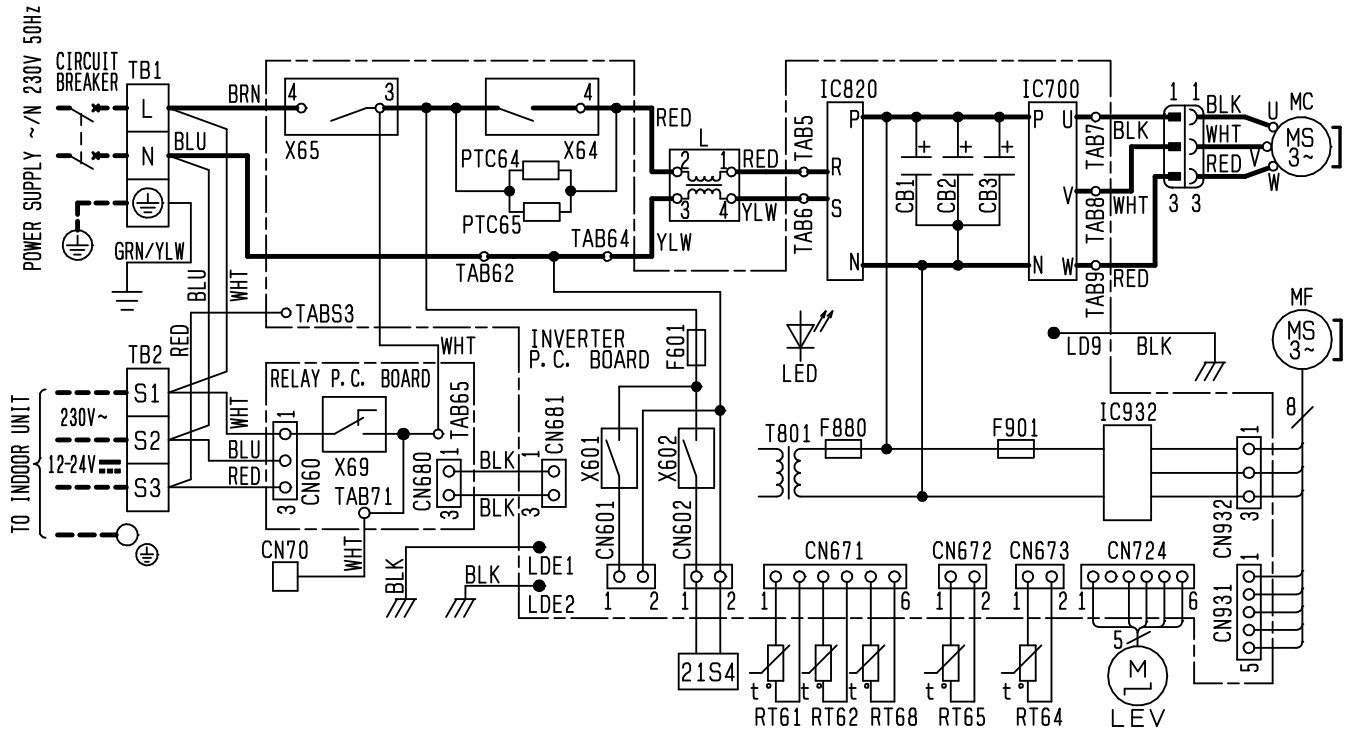 POWER SUPPLY ~/N 230V 50Hz
CIRCUIT
BREAKER
TB1
L
N
BRN
BLU
GRN/YLW
4
3
X65
4
X64
PTC64
PTC65
RED
L
2
1
3
4
RED
YLW
YLW
TAB5
TAB6
IC820
P
R
S
N
CB1
+
CB2
+
CB3
+
IC700
P
U
V
N
W
TAB7
TAB8
TAB9
BLK
WHT
RED
1 1
3 3
BLK
WHT
RED
U
V
W
MC
MS
3~
TAB62
TAB64
BLU
WHT
RED
TABS3
TB2
S1
S2
S3
TO INDOOR UNIT
230V~
12-24V
WHT
BLU
RED
RELAY P.C. BOARD
1
3
CN60
X69
TAB71
TAB65
WHT
CN680
1
3
BLK
BLK
CN681
1
3
CN70
WHT
INVERTER
P.C. BOARD
F601
X601
X602
CN601
1
2
CN602
1
2
21S4
BLK
LDE1
BLK
LDE2
LED
LD9
BLK
T801
F880
F901
IC932
CN932
1
3
CN931
1
5
MF
MS
3~
8
CN671
1
6
CN672
1
2
CN673
1
2
CN724
1
6
5
M
LEV
t°
RT61
t°
RT62
t°
RT68
t°
RT65
t°
RT64